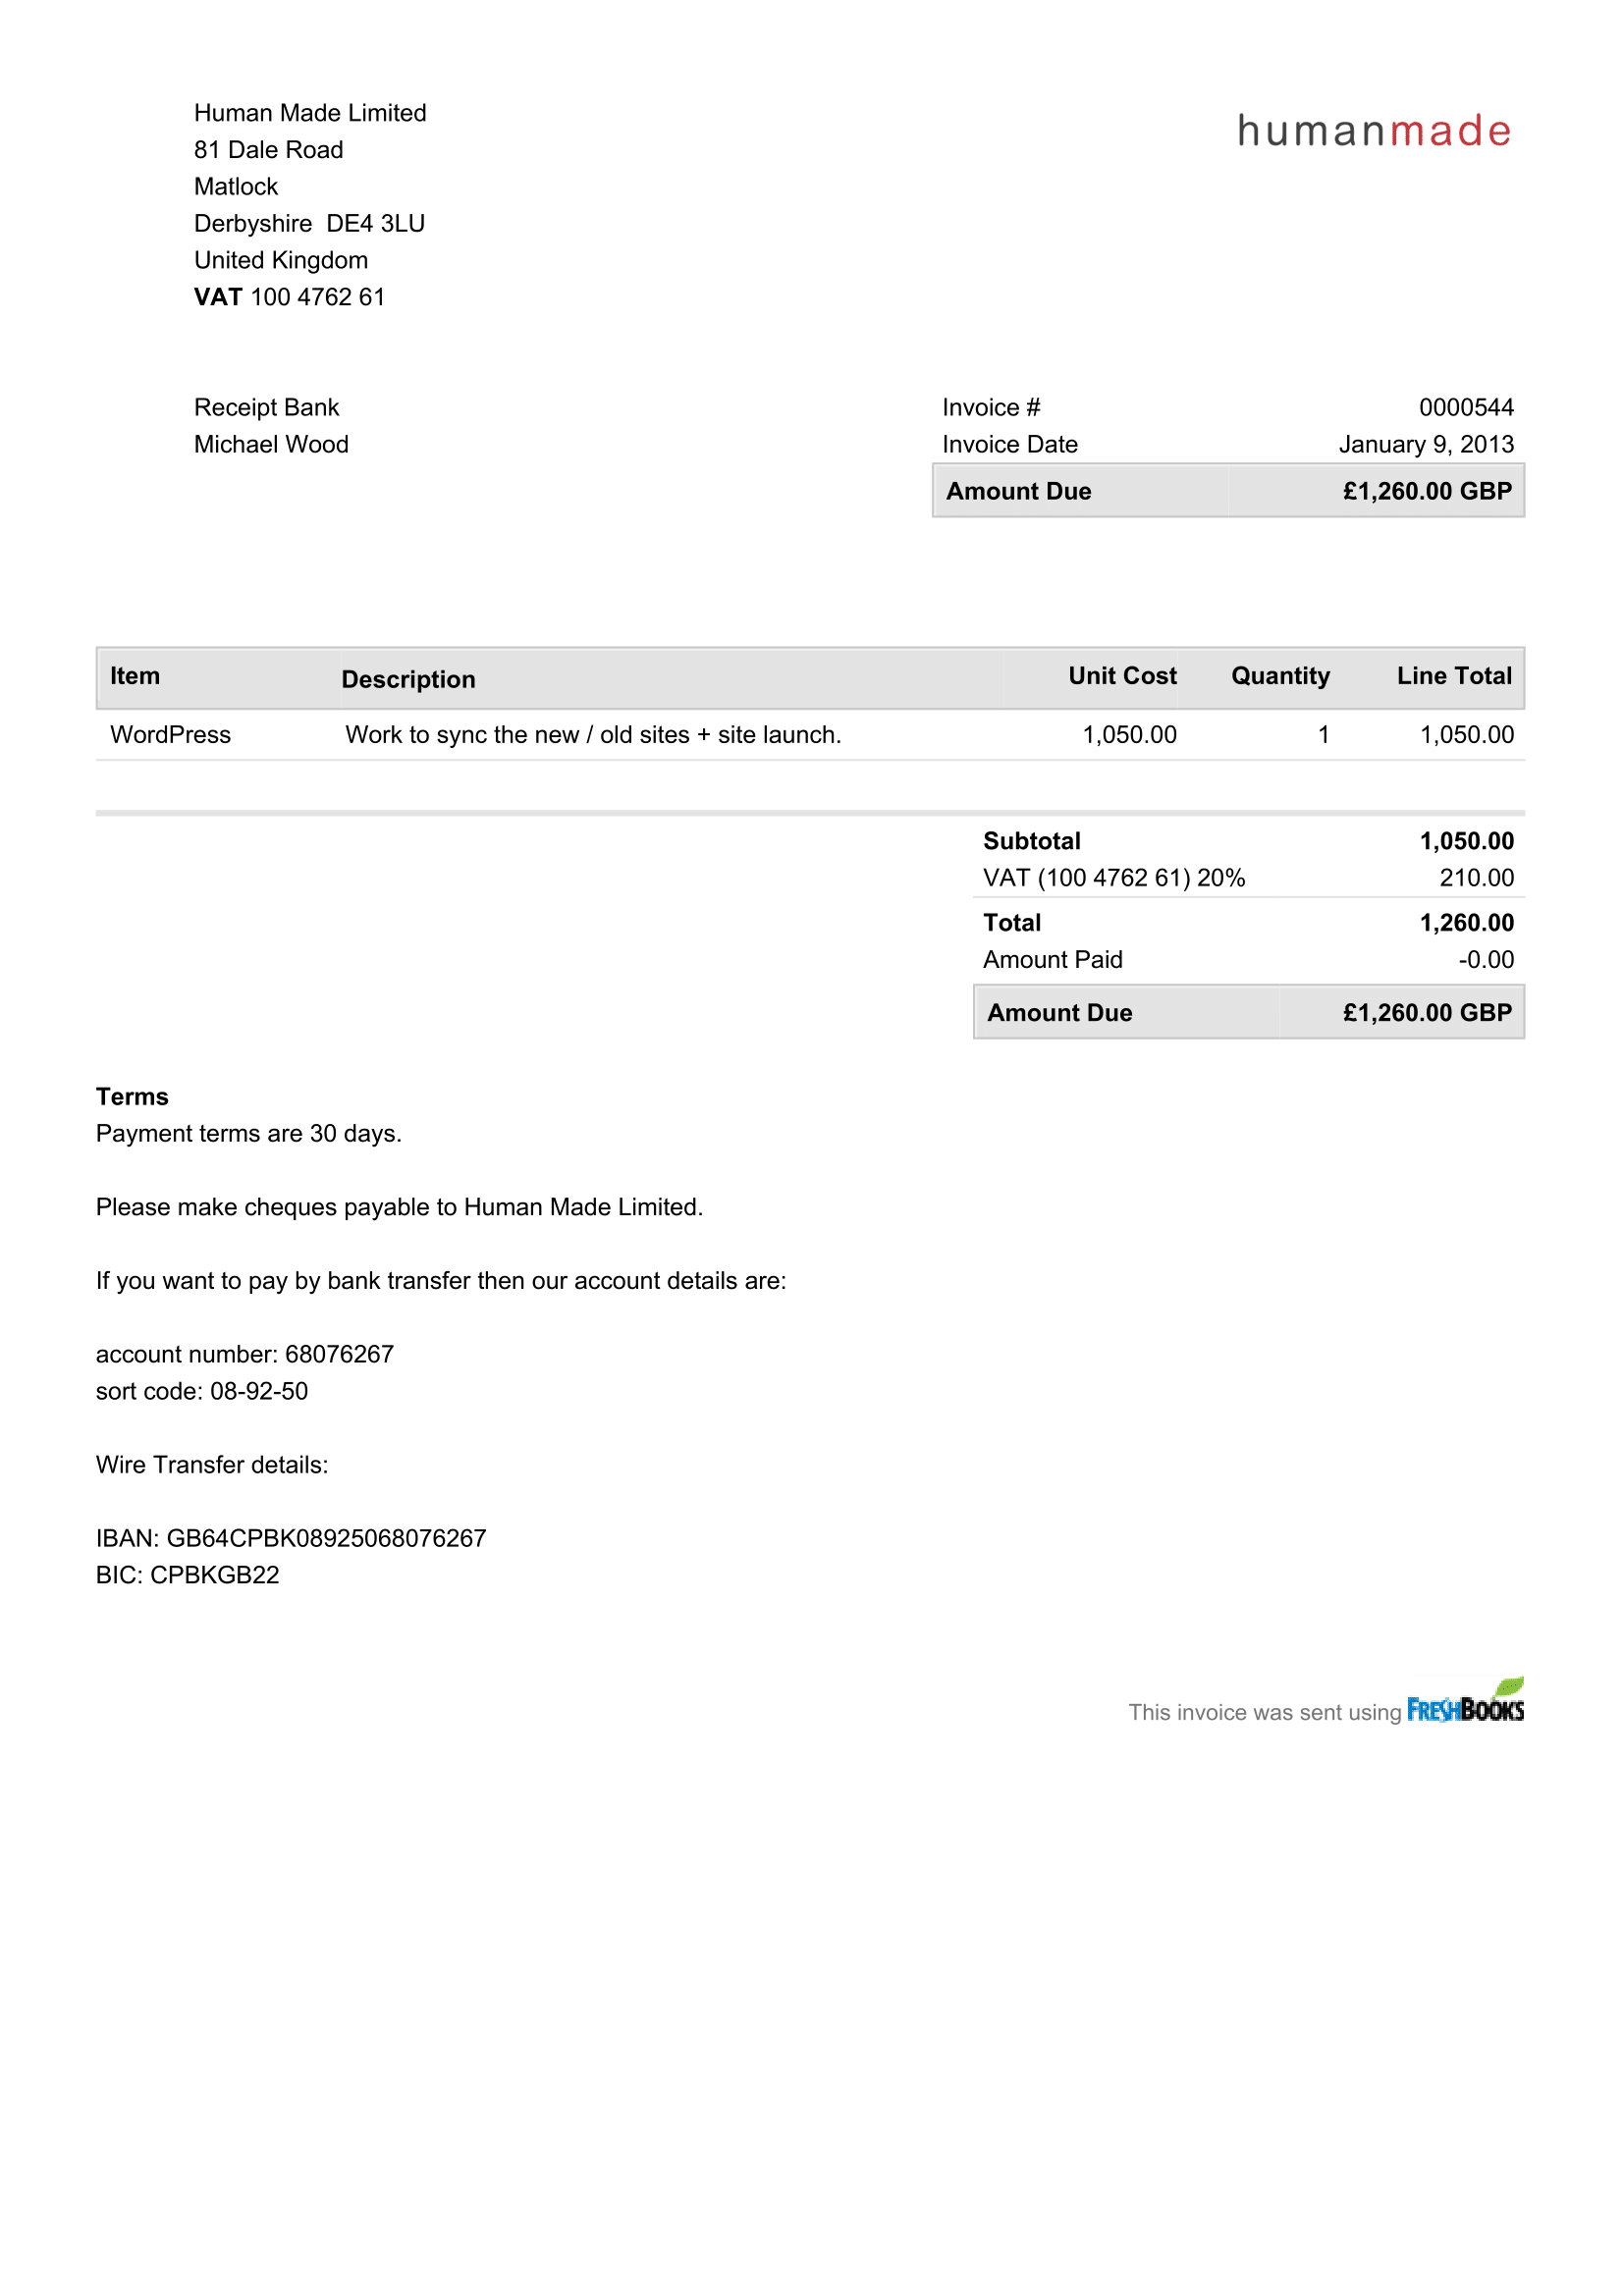 Human Made Limited
81 Dale Road
Matlock
Derbyshire  DE4 3LU
United Kingdom
VAT 100 4762 61
humanmade
Receipt Bank
Michael Wood
Invoice # 0000544
Invoice Date January 9, 2013
Amount Due £1,260.00 GBP
Item Description Unit Cost Quantity Line Total
WordPress Work to sync the new / old sites + site launch. 1,050.00 1 1,050.00
Subtotal 1,050.00
VAT (100 4762 61) 20% 210.00
Total 1,260.00
Amount Paid -0.00
Amount Due £1,260.00 GBP
Terms
Payment terms are 30 days.
Please make cheques payable to Human Made Limited.
If you want to pay by bank transfer then our account details are:
account number: 68076267
sort code: 08-92-50
Wire Transfer details:
IBAN: GB64CPBK08925068076267
BIC: CPBKGB22
This invoice was sent using FRESHBOOKS